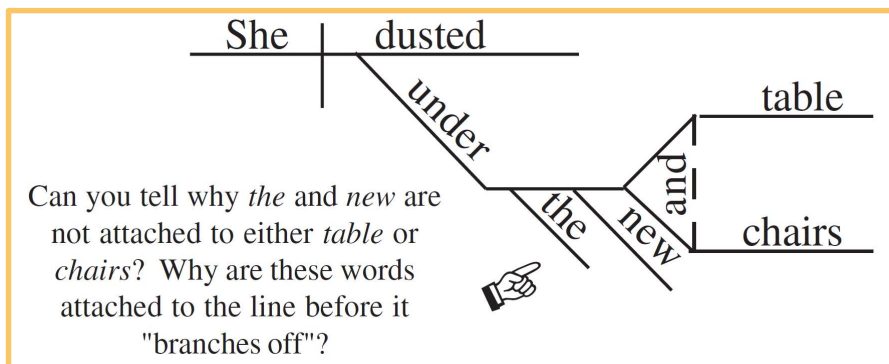 She dusted
under
the
new
and
table
chairs
Can you tell why the and new are
not attached to either table or
chairs? Why are these words
attached to the line before it
"branches off"?